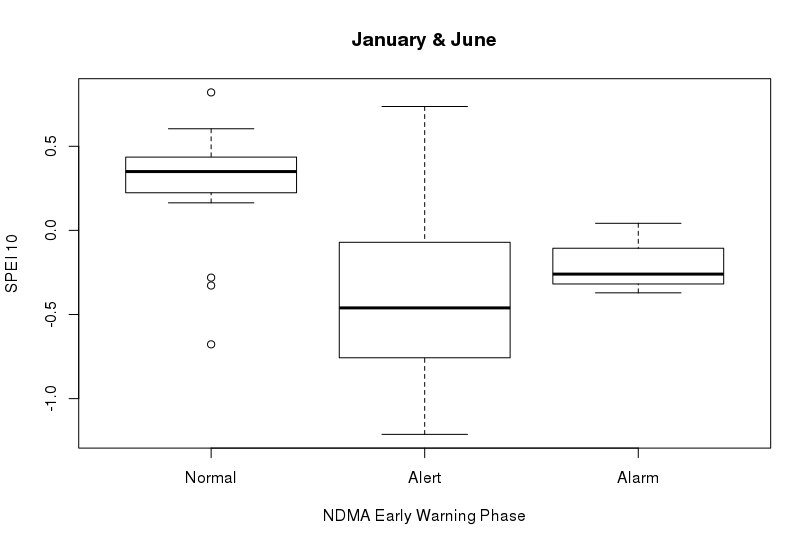 January & June
SPEI 10
0.5
0.0
-0.5
-1.0
Normal
Alert
Alarm
NDMA Early Warning Phase